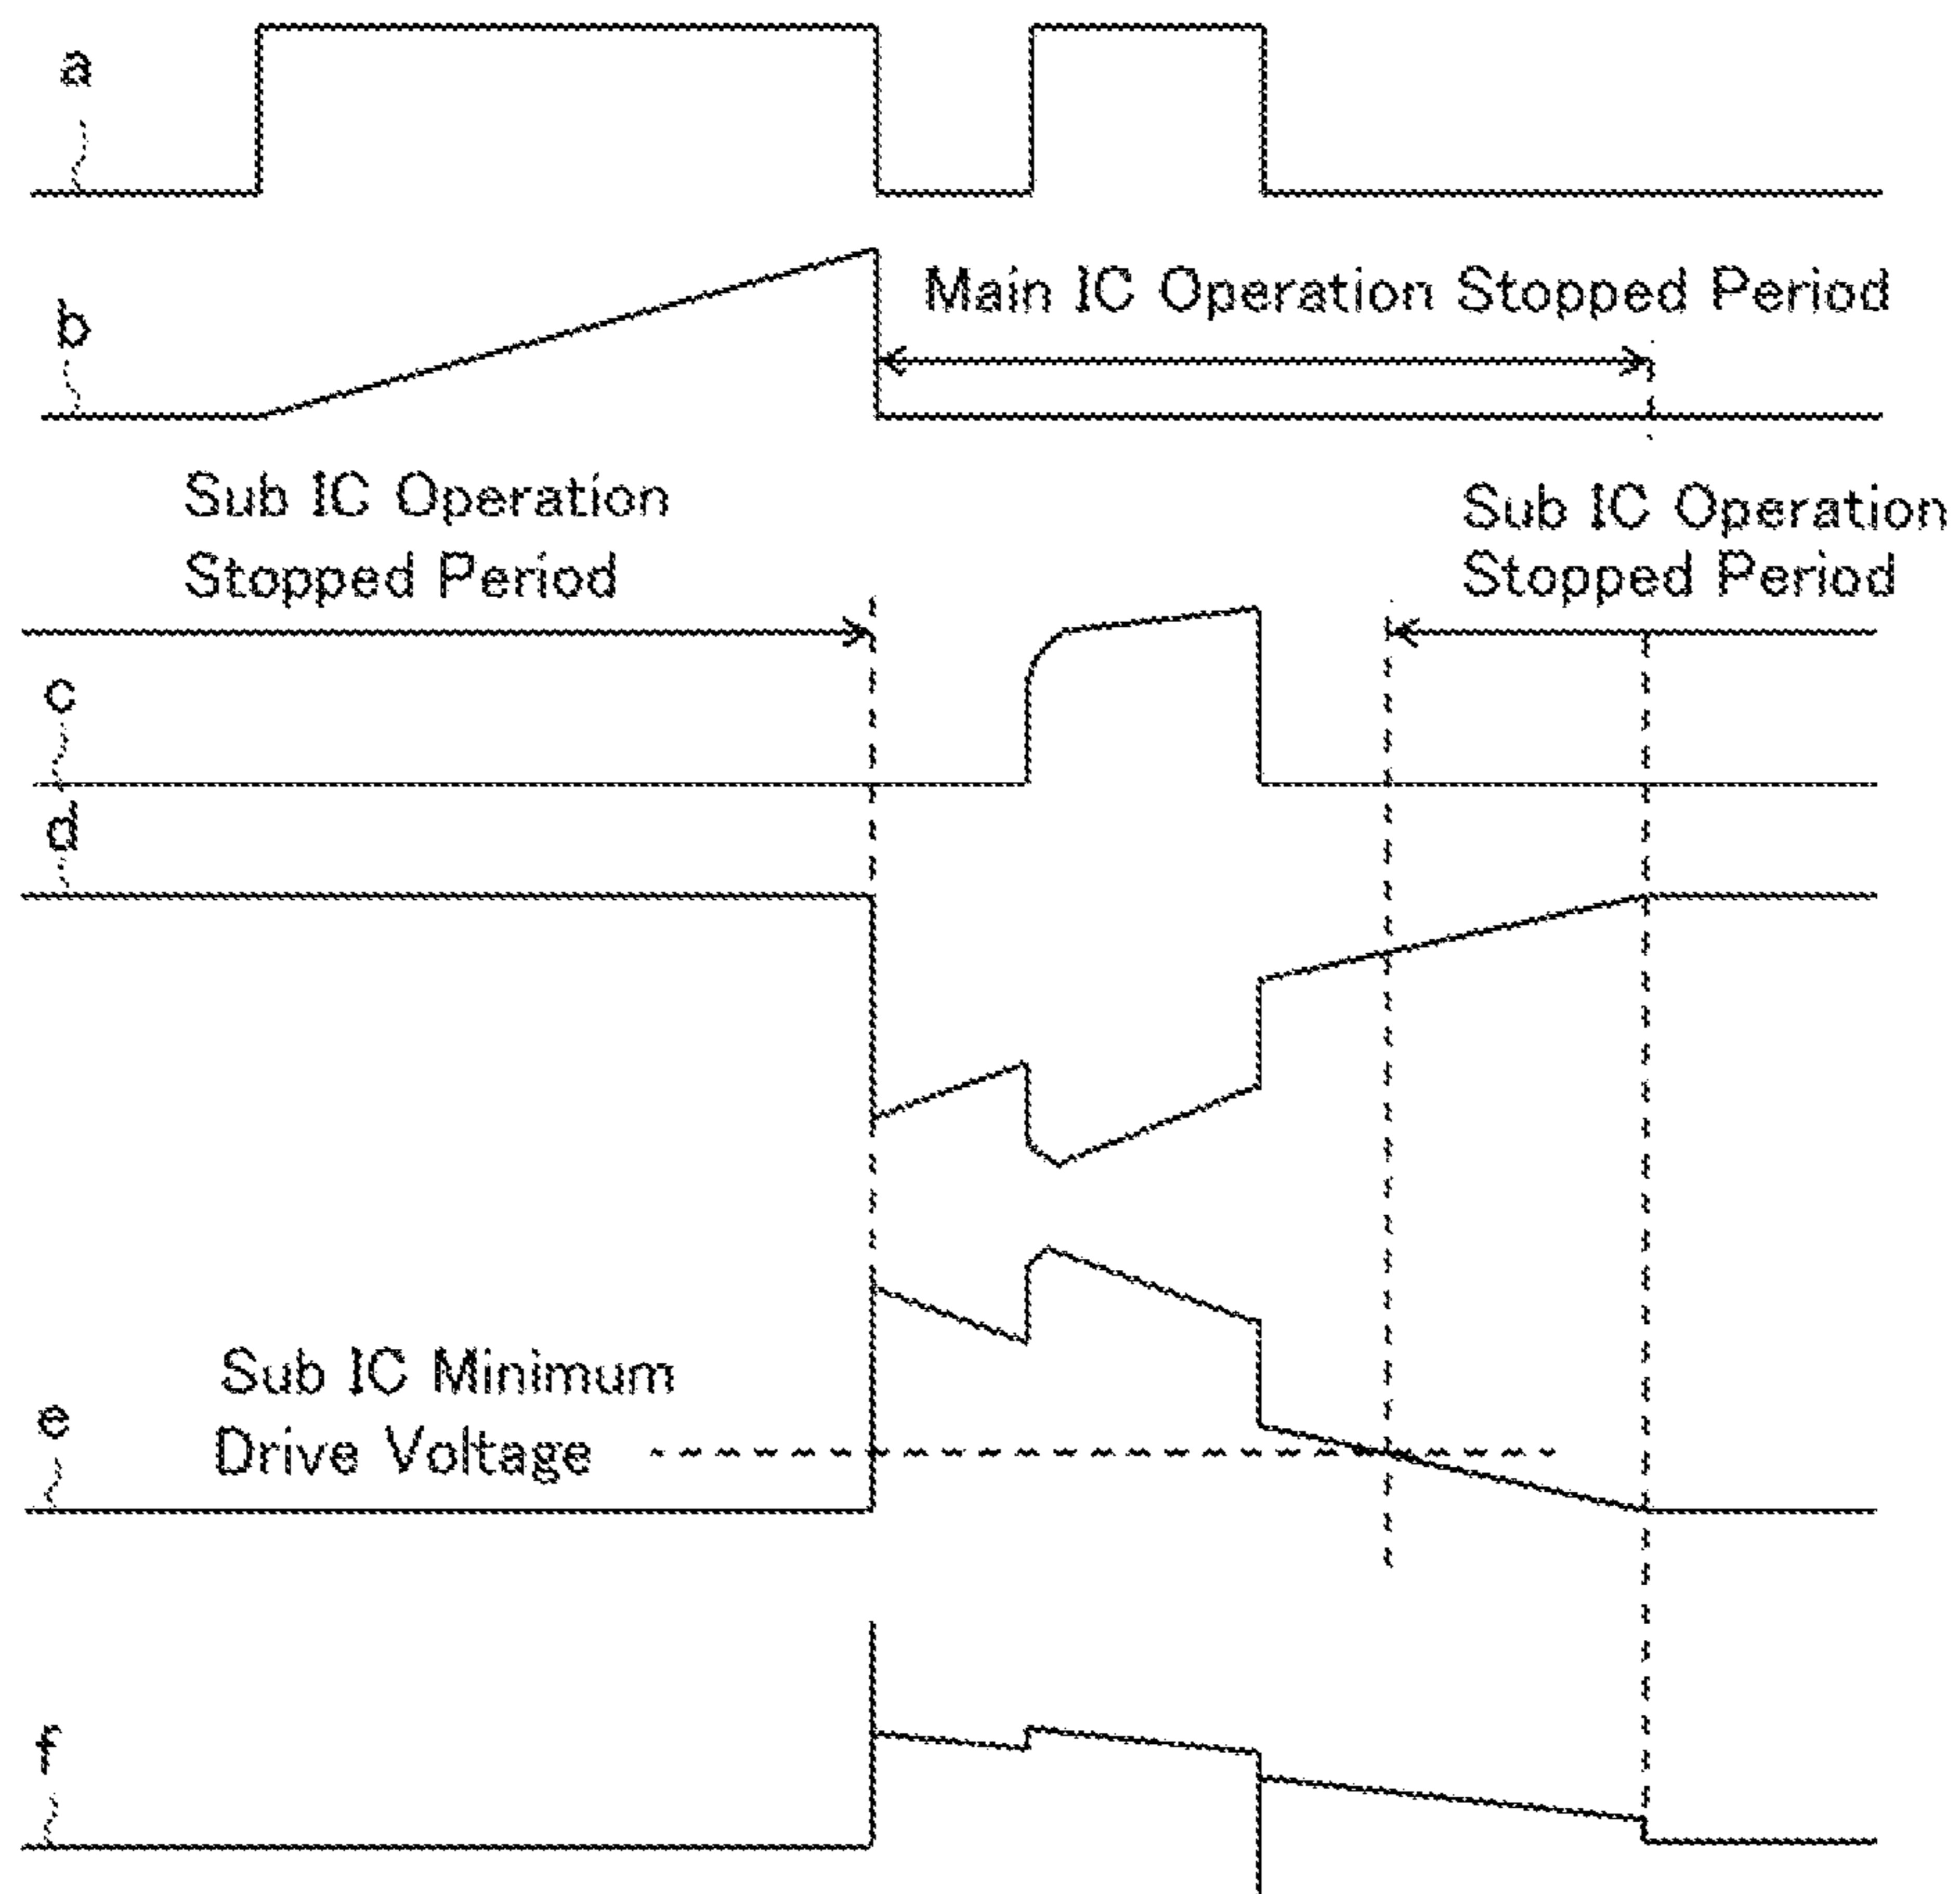 a
b
Main IC Operation Stopped Period
Sub IC Operation
Stopped Period
Sub IC Operation
Stopped Period
c
d
Sub IC Minimum
Drive Voltage
e
f